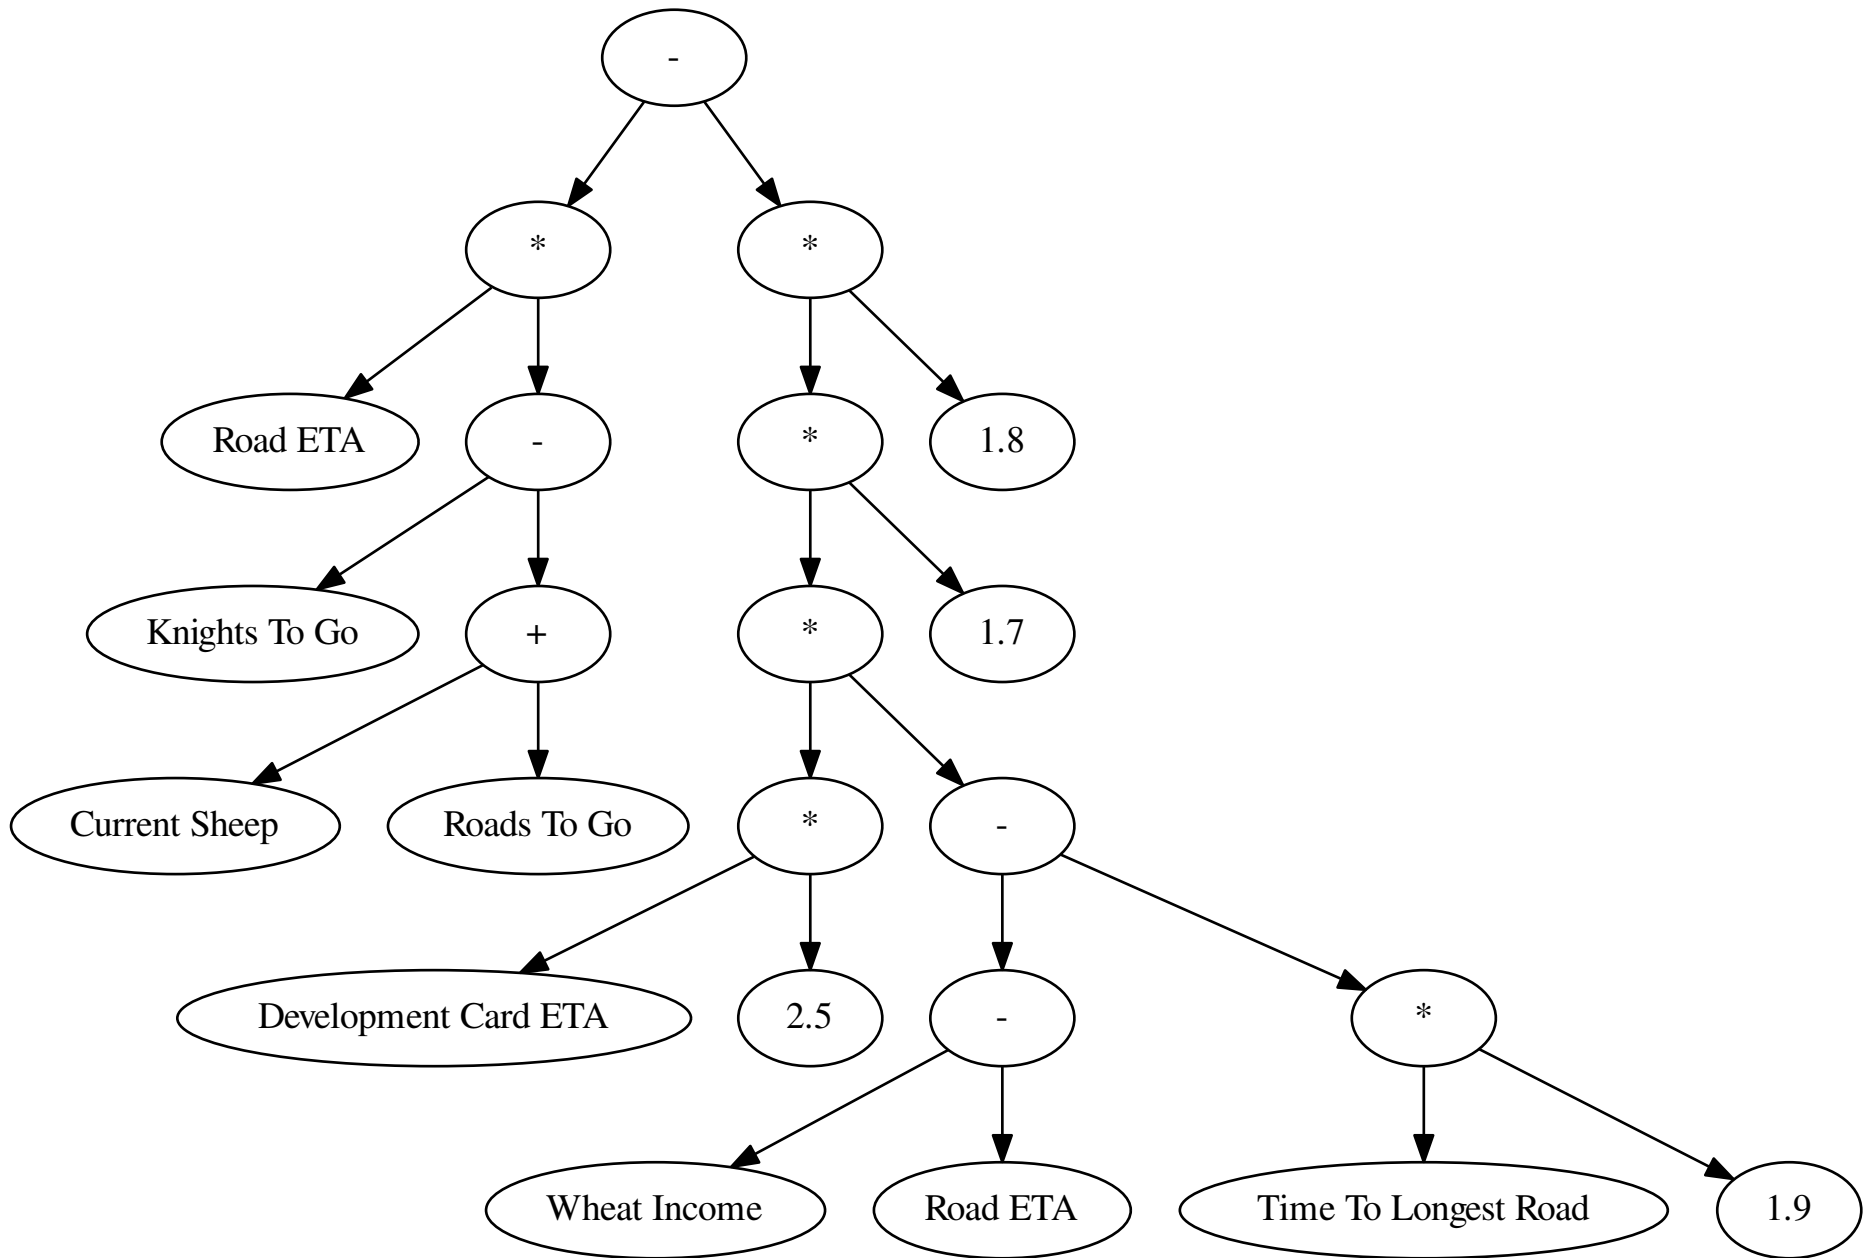 -
*
*
Road ETA
-
*
1.8
Knights To Go
+
*
1.7
Current Sheep
Roads To Go
*
-
Development Card ETA
2.5
-
*
Wheat Income
Road ETA
Time To Longest Road
1.9